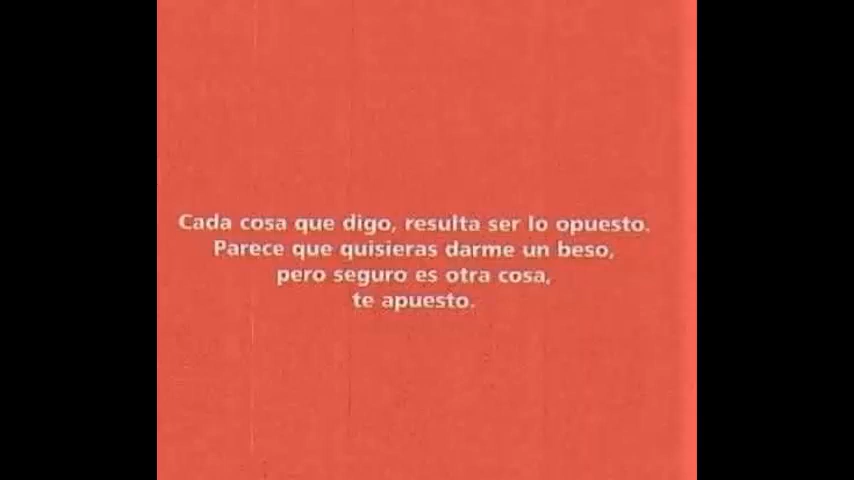 Cada cosa que digo, resulta ser lo opuesto.
Parece que quisieras darme un beso,
pero seguro es otra cosa,
te apuesto.